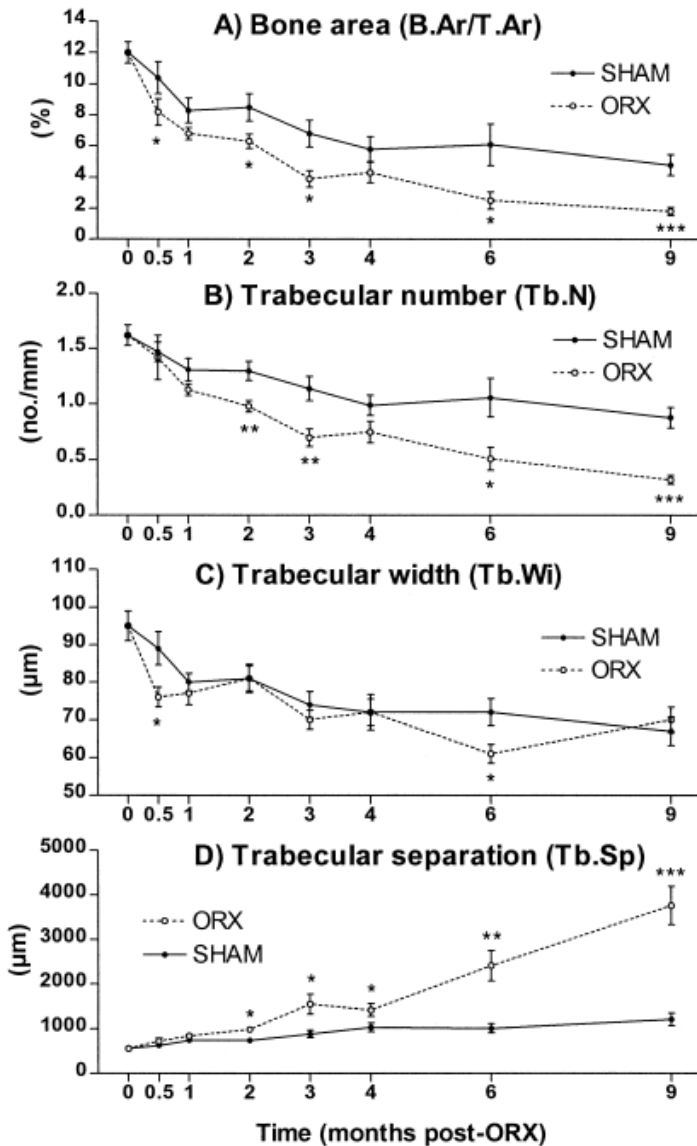 A) Bone area (B.Ar/T.Ar)
14
12
10
8
6
4
2
0
(%)
SHAM
ORX
* * * * ***
0 0.5 1 2 3 4 6 9
B) Trabecular number (Tb.N)
2.0
1.5
1.0
0.5
0.0
(no./mm)
SHAM
ORX
** ** * ***
0 0.5 1 2 3 4 6 9
C) Trabecular width (Tb.Wi)
110
100
90
80
70
60
50
(µm)
SHAM
ORX
* *
0 0.5 1 2 3 4 6 9
D) Trabecular separation (Tb.Sp)
5000
4000
3000
2000
1000
0
(µm)
ORX
SHAM
* * * ** ***
0 0.5 1 2 3 4 6 9
Time (months post-ORX)